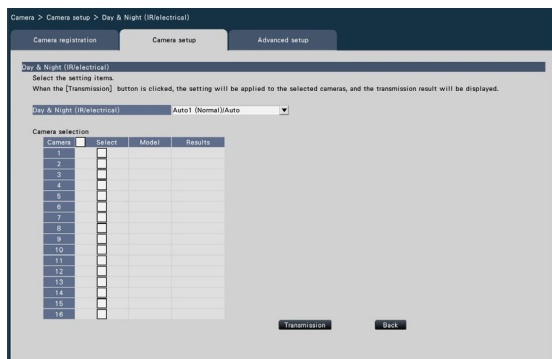 Camera > Camera setup > Day & Night (IR/electrical)
Camera registration Camera setup Advanced setup
Day & Night (IR/electrical)
Select the setting items.
When the [Transmission] button is clicked, the setting will be applied to the selected cameras, and the transmission result will be displayed.
Day & Night (IR/electrical) Auto1 (Normal)/Auto
Camera selection
Camera Select Model Results
1
2
3
4
5
6
7
8
9
10
11
12
13
14
15
16
Transmission Back